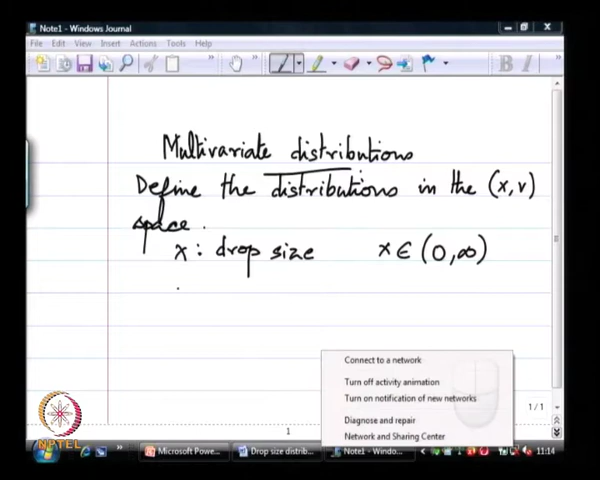 Note1 - Windows Journal
File Edit View Insert Actions Tools Help
B I
Multivariate distributions
Define the distributions in the (x, v)
space.
x : drop size x ∈ (0, ∞)
Connect to a network
Turn off activity animation
Turn on notification of new networks
Diagnose and repair
Network and Sharing Center
1 / 1
1
NPTEL
Microsoft Powe...
Drop size distrib...
Note1 - Windo...
11:14